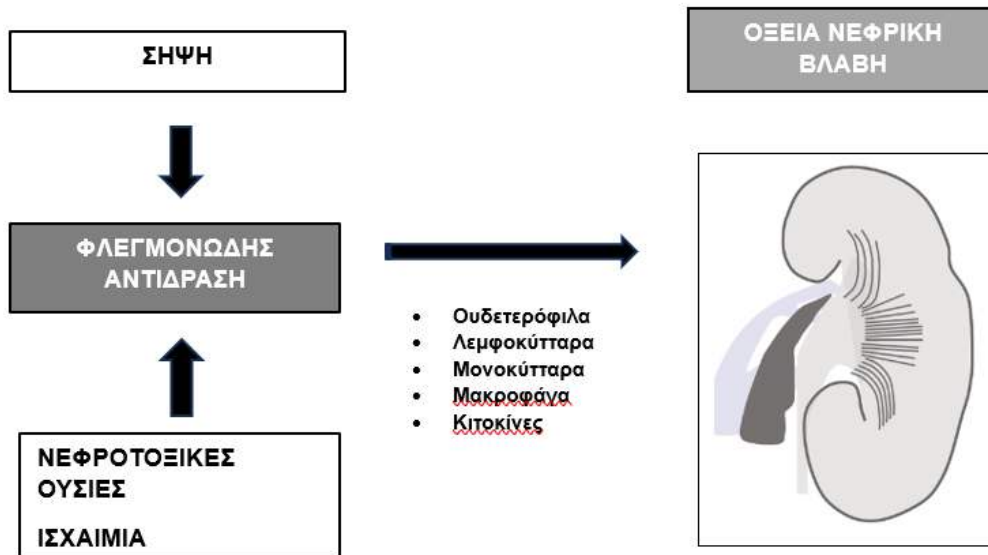 ΣΗΨΗ
ΟΞΕΙΑ ΝΕΦΡΙΚΗ
ΒΛΑΒΗ
ΦΛΕΓΜΟΝΩΔΗΣ
ΑΝΤΙΔΡΑΣΗ
• Ουδετερόφιλα
• Λεμφοκύτταρα
• Μονοκύτταρα
• Μακροφάγα
• Κιτοκίνες
ΝΕΦΡΟΤΟΞΙΚΕΣ
ΟΥΣΙΕΣ
ΙΣΧΑΙΜΙΑ